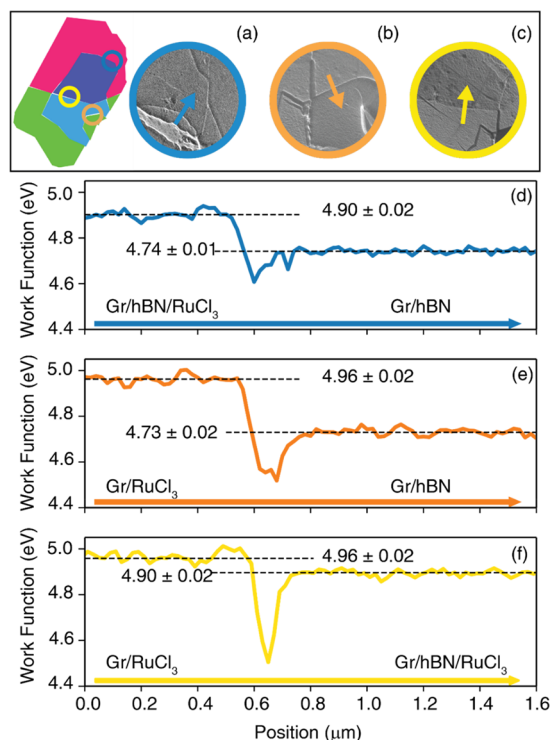 (a) (b) (c)
(d)
Work Function (eV)
5.0
4.8
4.6
4.4
4.90 ± 0.02
4.74 ± 0.01
Gr/hBN/RuCl₃ Gr/hBN
(e)
Work Function (eV)
5.0
4.8
4.6
4.4
4.96 ± 0.02
4.73 ± 0.02
Gr/RuCl₃ Gr/hBN
(f)
Work Function (eV)
5.0
4.8
4.6
4.4
4.96 ± 0.02
4.90 ± 0.02
Gr/RuCl₃ Gr/hBN/RuCl₃
0.0 0.2 0.4 0.6 0.8 1.0 1.2 1.4 1.6
Position (μm)